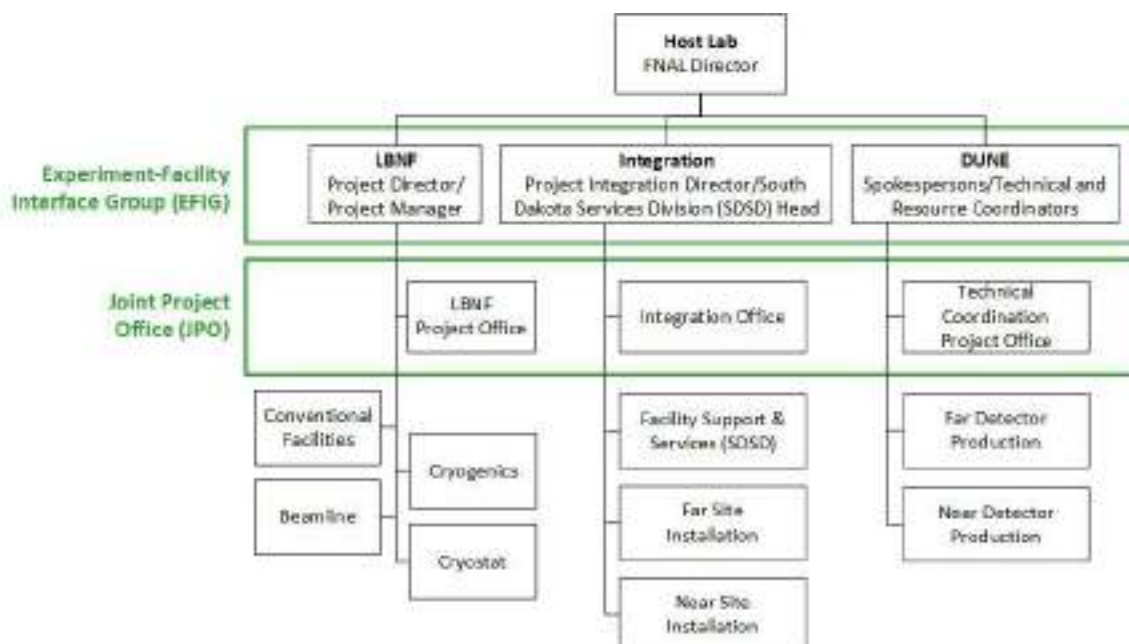 Host Lab
FNAL Director
Experiment-Facility
Interface Group (EFIG)
LBNF
Project Director/
Project Manager
Integration
Project Integration Director/South
Dakota Services Division (SDSD) Head
DUNE
Spokespersons/Technical and
Resource Coordinators
Joint Project
Office (JPO)
LBNF
Project Office
Integration Office
Technical
Coordination
Project Office
Conventional
Facilities
Cryogenics
Beamline
Cryostat
Facility Support &
Services (SDSD)
Far Site
Installation
Near Site
Installation
Far Detector
Production
Near Detector
Production